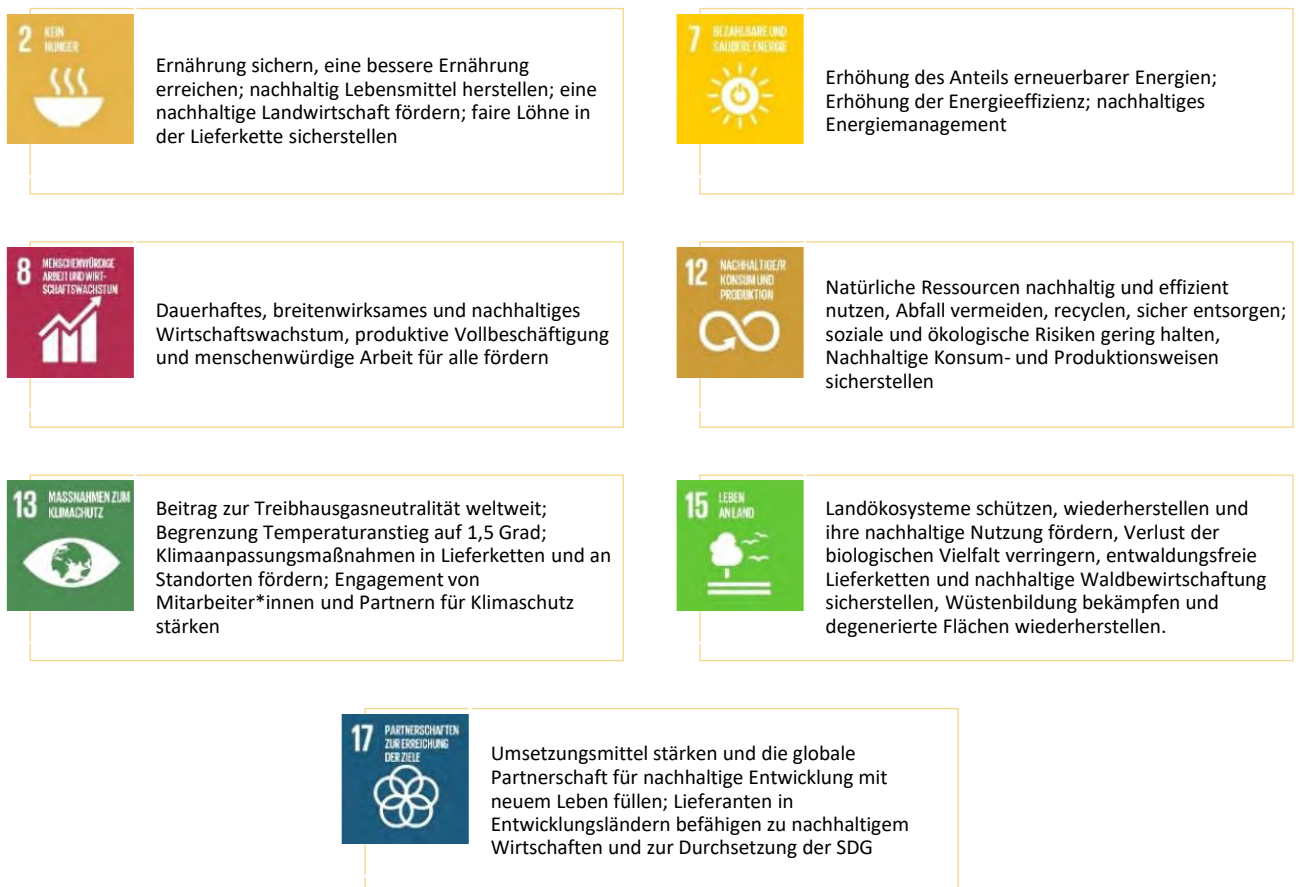 2 KEIN
HUNGER
Ernährung sichern, eine bessere Ernährung
erreichen; nachhaltig Lebensmittel herstellen; eine
nachhaltige Landwirtschaft fördern; faire Löhne in
der Lieferkette sicherstellen
7 BEZAHLBARE UND
SAUBERE ENERGIE
Erhöhung des Anteils erneuerbarer Energien;
Erhöhung der Energieeffizienz; nachhaltiges
Energiemanagement
8 MENSCHENWÜRDIGE
ARBEIT UND WIRT-
SCHAFTSWACHSTUM
Dauerhaftes, breitenwirksames und nachhaltiges
Wirtschaftswachstum, produktive Vollbeschäftigung
und menschenwürdige Arbeit für alle fördern
12 NACHHALTIGE/R
KONSUM UND
PRODUKTION
Natürliche Ressourcen nachhaltig und effizient
nutzen, Abfall vermeiden, recyclen, sicher entsorgen;
soziale und ökologische Risiken gering halten,
Nachhaltige Konsum- und Produktionsweisen
sicherstellen
13 MASSNAHMEN ZUM
KLIMACHUTZ
Beitrag zur Treibhausgasneutralität weltweit;
Begrenzung Temperaturanstieg auf 1,5 Grad;
Klimaanpassungsmaßnahmen in Lieferketten und an
Standorten fördern; Engagement von
Mitarbeiter*innen und Partnern für Klimaschutz
stärken
15 LEBEN
AN LAND
Landökosysteme schützen, wiederherstellen und
ihre nachhaltige Nutzung fördern, Verlust der
biologischen Vielfalt verringern, entwaldungsfreie
Lieferketten und nachhaltige Waldbewirtschaftung
sicherstellen, Wüstenbildung bekämpfen und
degenerierte Flächen wiederherstellen.
17 PARTNERSCHAFTEN
ZUR ERREICHUNG
DER ZIELE
Umsetzungsmittel stärken und die globale
Partnerschaft für nachhaltige Entwicklung mit
neuem Leben füllen; Lieferanten in
Entwicklungsländern befähigen zu nachhaltigem
Wirtschaften und zur Durchsetzung der SDG